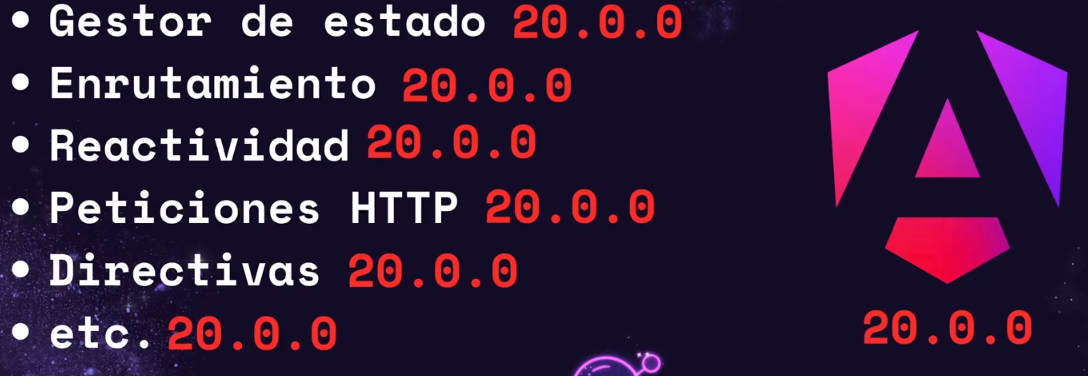 • Gestor de estado 20.0.0
• Enrutamiento 20.0.0
• Reactividad 20.0.0
• Peticiones HTTP 20.0.0
• Directivas 20.0.0
• etc. 20.0.0
20.0.0